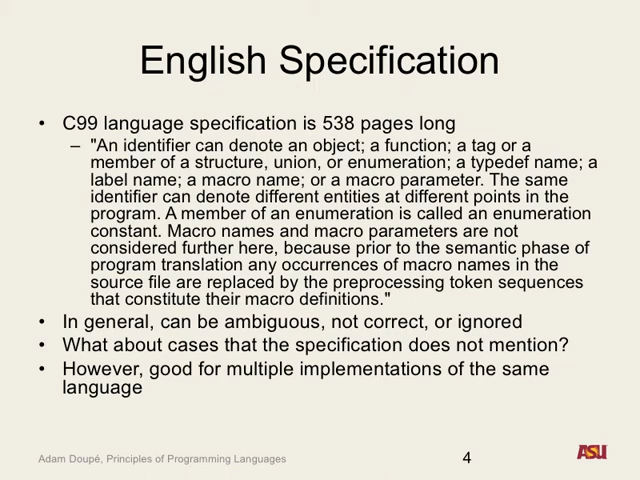 English Specification
• C99 language specification is 538 pages long
– "An identifier can denote an object; a function; a tag or a
member of a structure, union, or enumeration; a typedef name; a
label name; a macro name; or a macro parameter. The same
identifier can denote different entities at different points in the
program. A member of an enumeration is called an enumeration
constant. Macro names and macro parameters are not
considered further here, because prior to the semantic phase of
program translation any occurrences of macro names in the
source file are replaced by the preprocessing token sequences
that constitute their macro definitions."
• In general, can be ambiguous, not correct, or ignored
• What about cases that the specification does not mention?
• However, good for multiple implementations of the same
language
Adam Doupé, Principles of Programming Languages
4
ASU